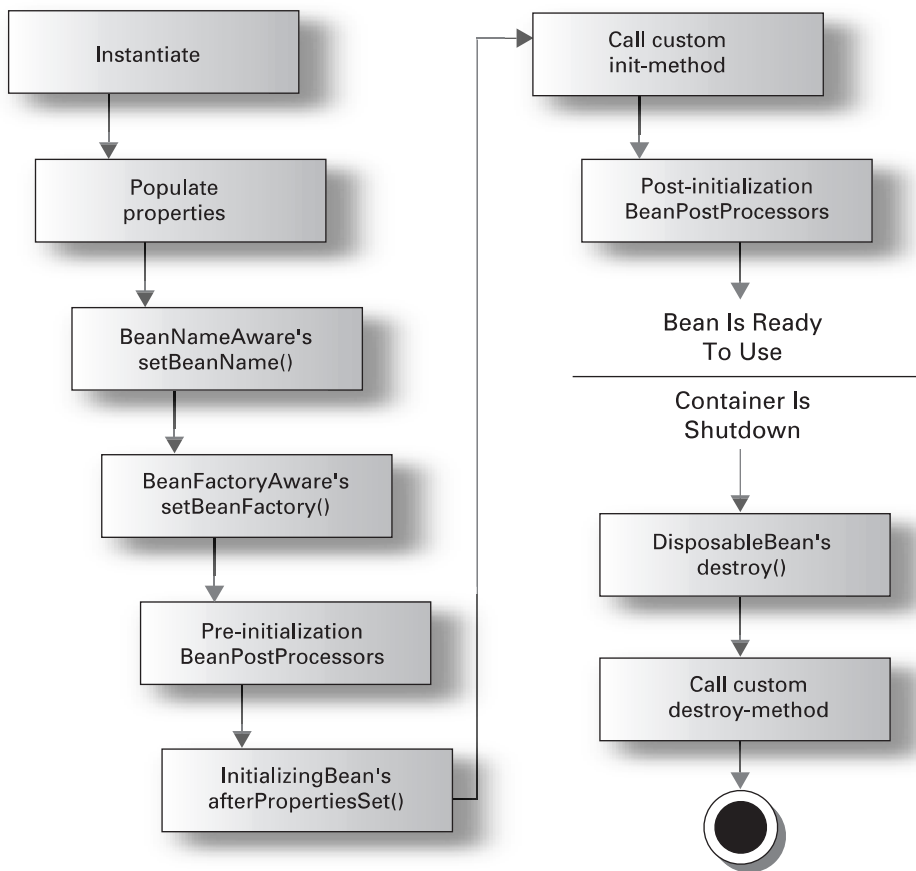 Instantiate
Populate
properties
BeanNameAware's
setBeanName()
BeanFactoryAware's
setBeanFactory()
Pre-initialization
BeanPostProcessors
InitializingBean's
afterPropertiesSet()
Call custom
init-method
Post-initialization
BeanPostProcessors
Bean Is Ready
To Use
Container Is
Shutdown
DisposableBean's
destroy()
Call custom
destroy-method